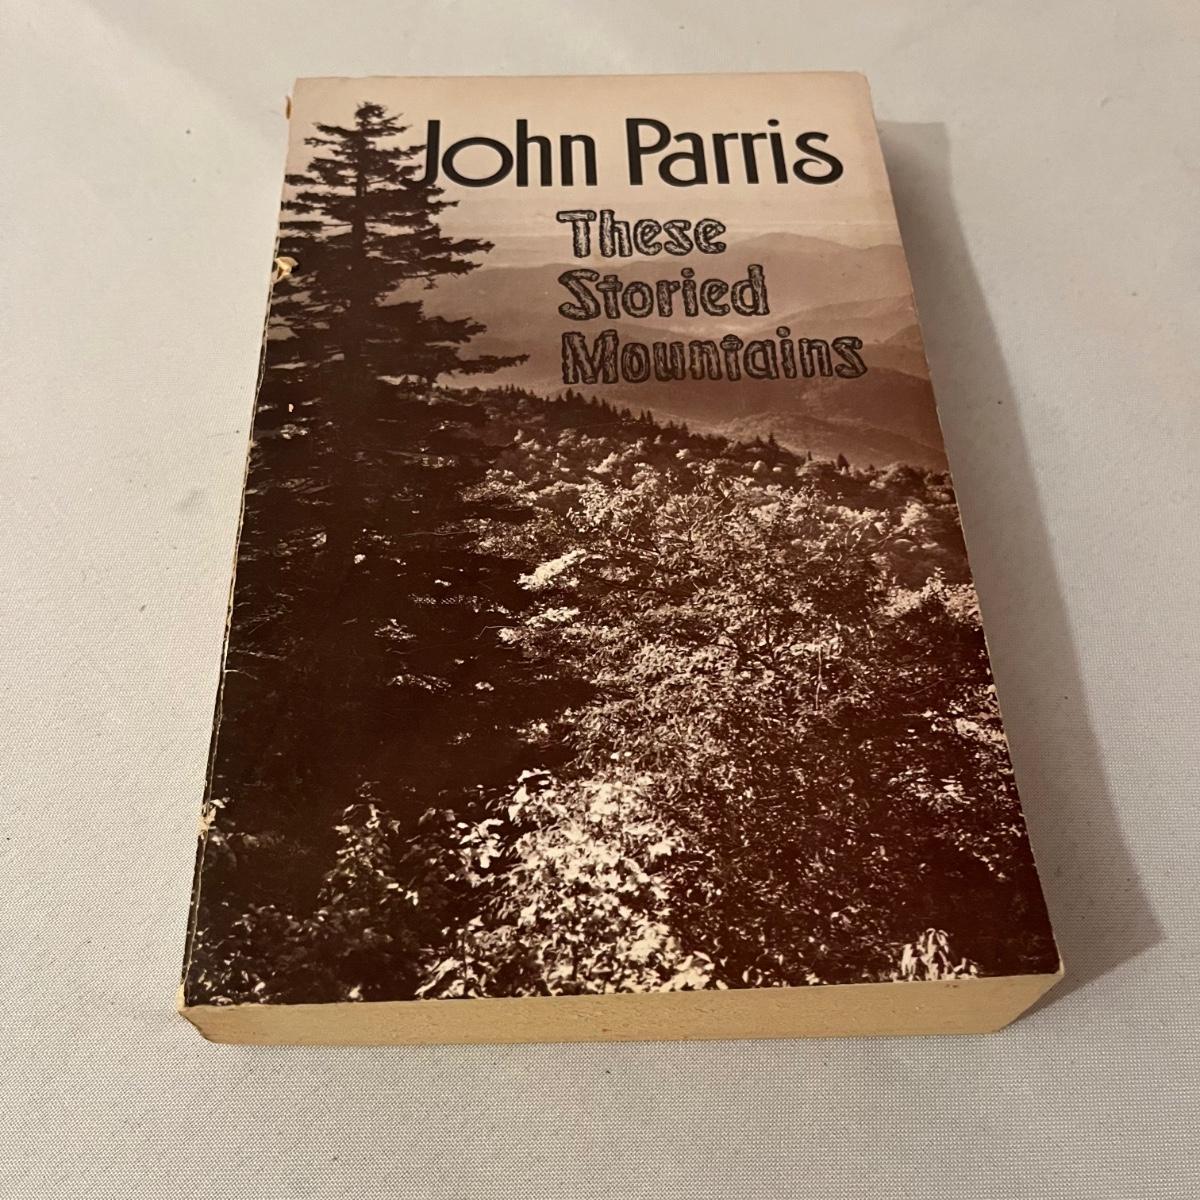 John Parris
These
Storied
Mountains